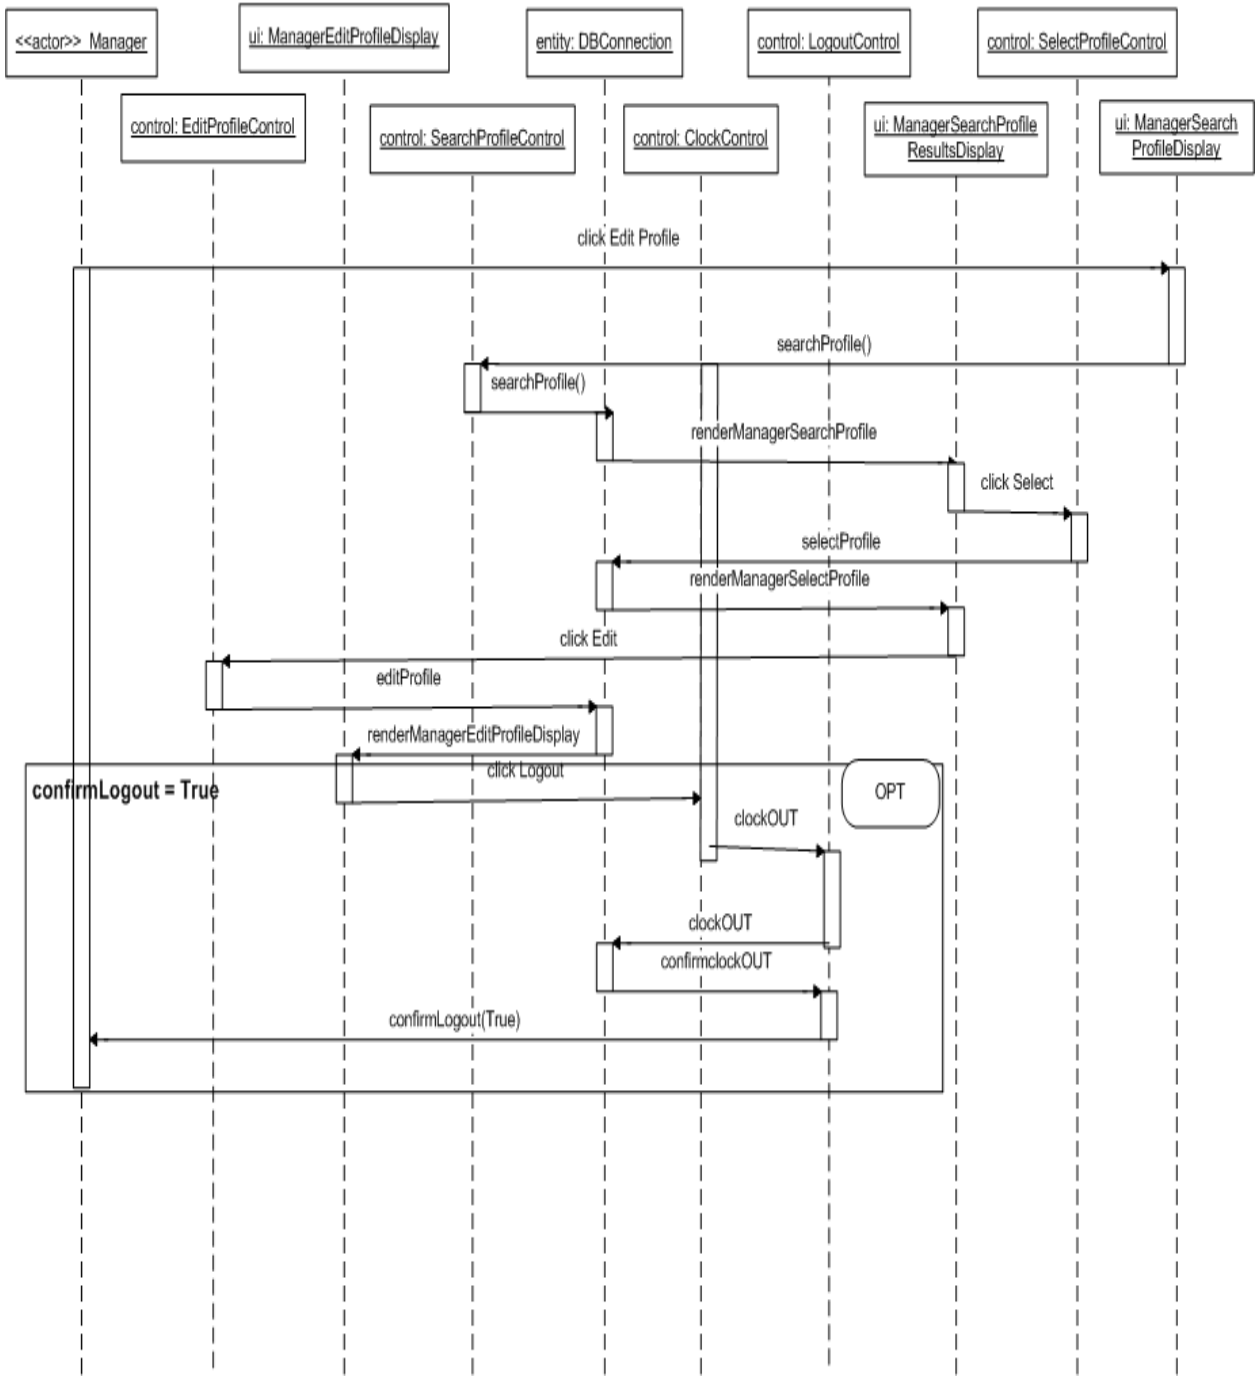 <<actor>> Manager
ui: ManagerEditProfileDisplay
entity: DBConnection
control: LogoutControl
control: SelectProfileControl
control: EditProfileControl
control: SearchProfileControl
control: ClockControl
ui: ManagerSearchProfile
ResultsDisplay
ui: ManagerSearch
ProfileDisplay
click Edit Profile
searchProfile()
searchProfile()
renderManagerSearchProfile
click Select
selectProfile
renderManagerSelectProfile
click Edit
editProfile
renderManagerEditProfileDisplay
click Logout
confirmLogout = True
OPT
clockOUT
clockOUT
confirmclockOUT
confirmLogout(True)